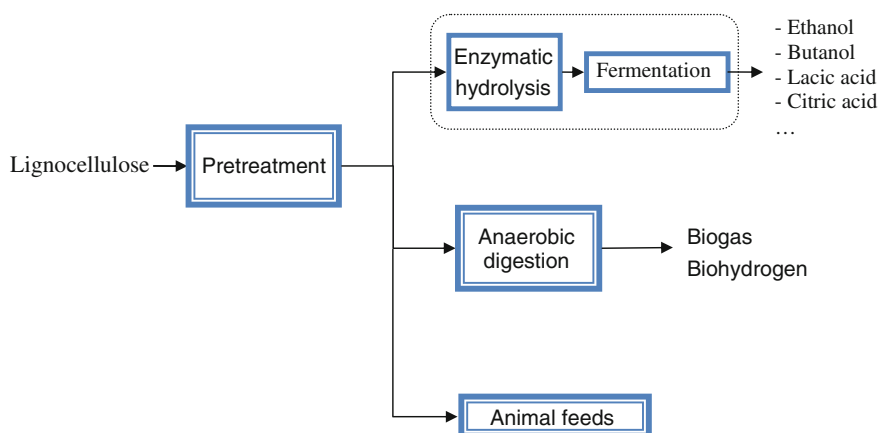 Lignocellulose
Pretreatment
Enzymatic
hydrolysis
Fermentation
- Ethanol
- Butanol
- Lacic acid
- Citric acid
…
Anaerobic
digestion
Biogas
Biohydrogen
Animal feeds